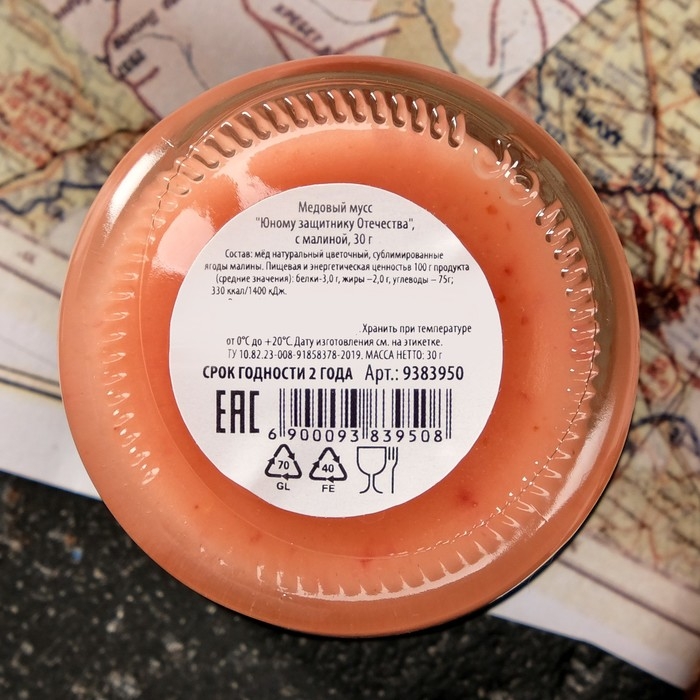 Медовый мусс
"Юному защитнику Отечества",
с малиной, 30 г
Состав: мёд натуральный цветочный, сублимированные
ягоды малины. Пищевая и энергетическая ценностьв 100 г продукта
(средние значения): белки-3,0 г, жиры –2,0 г, углеводы – 75г;
330 ккал/1400 кДж.
Хранить при температуре
от 0°С до +20°С. Дату изготовления см. на этикетке.
ТУ 10.82.23-008-91858378-2019. МАССА НЕТТО: 30 г
СРОК ГОДНОСТИ 2 ГОДА Арт.: 9383950
EAC
6 900093 839508
70 40
GL FE
ХРЕБЕТ